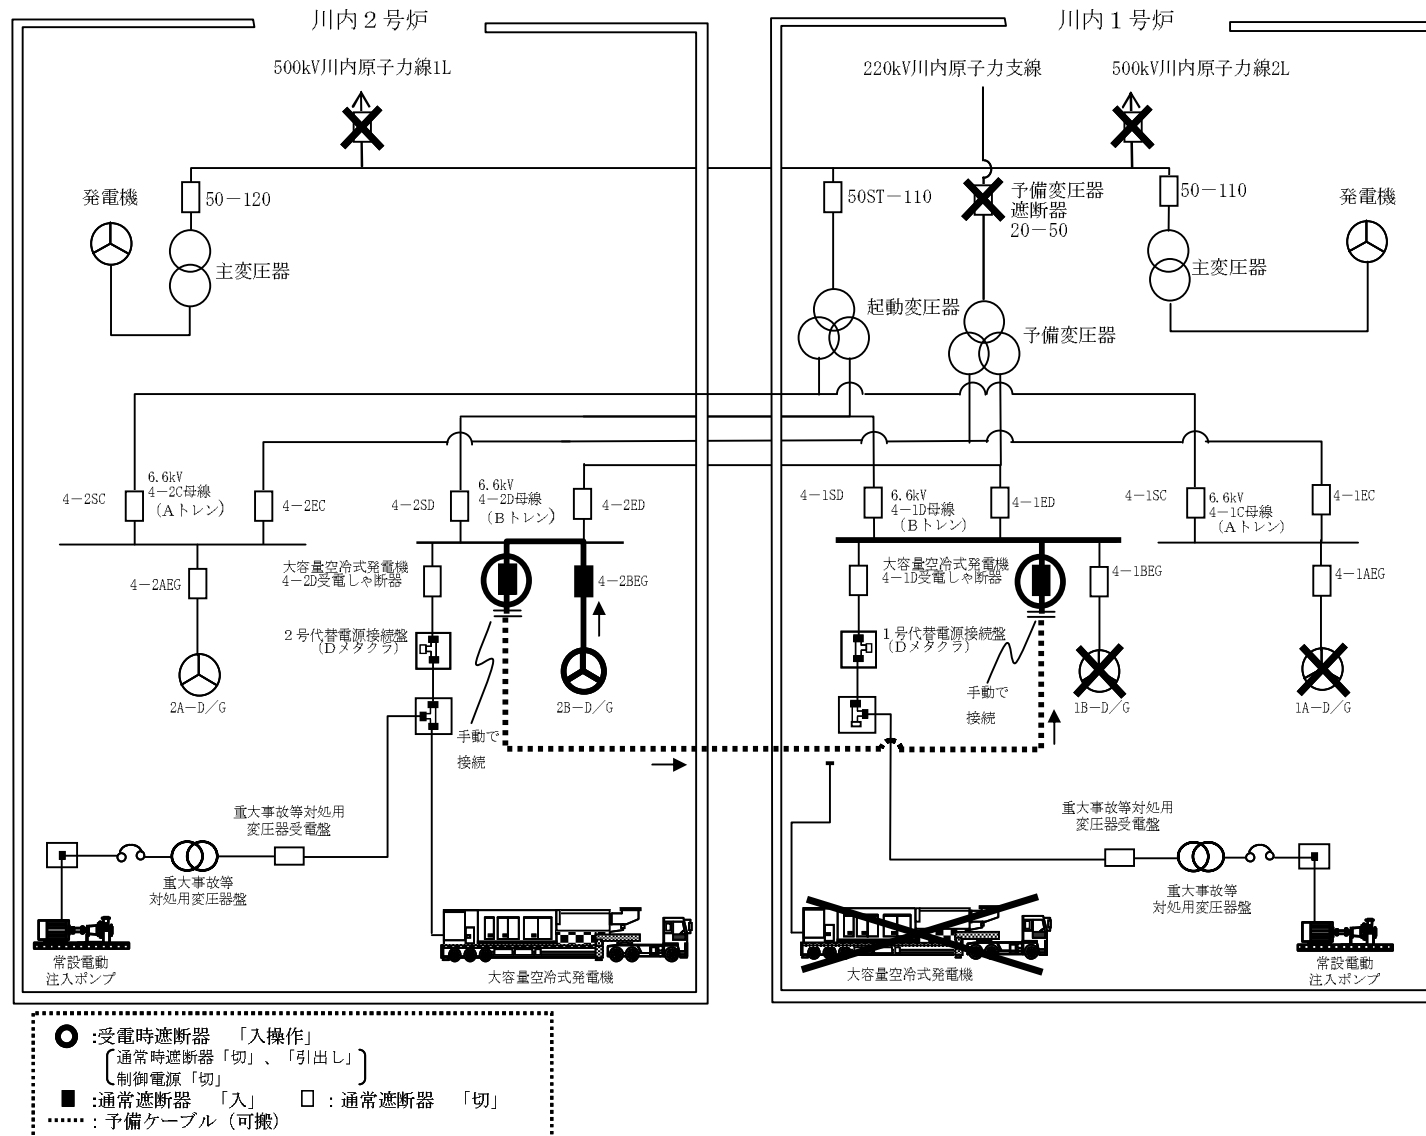 川内２号炉
500kV川内原子力線1L
発電機
50－120
主変圧器
6.6kV
4－2C母線
（Aトレン）
4－2SC
4－2EC
4－2SD
6.6kV
4－2D母線
（Bトレン）
4－2ED
4－2AEG
大容量空冷式発電機
4－2D受電しゃ断器
4－2BEG
２号代替電源接続盤
（Dメタクラ）
2A－D／G
2B－D／G
手動で
接続
重大事故等対処用
変圧器受電盤
重大事故等
対処用変圧器盤
常設電動
注入ポンプ
大容量空冷式発電機
川内１号炉
220kV川内原子力支線
500kV川内原子力線2L
50ST－110
予備変圧器
遮断器
20－50
50－110
発電機
主変圧器
起動変圧器
予備変圧器
4－1SD
6.6kV
4－1D母線
（Bトレン）
4－1ED
4－1SC
6.6kV
4－1C母線
（Aトレン）
4－1EC
大容量空冷式発電機
4－1D受電しゃ断器
4－1BEG
4－1AEG
１号代替電源接続盤
（Dメタクラ）
手動で
接続
1B－D／G
1A－D／G
重大事故等対処用
変圧器受電盤
重大事故等
対処用変圧器盤
大容量空冷式発電機
常設電動
注入ポンプ
:受電時遮断器　「入操作」
通常時遮断器「切」、「引出し」
制御電源「切」
:通常遮断器　「入」　　：通常遮断器　「切」
：予備ケーブル（可搬）